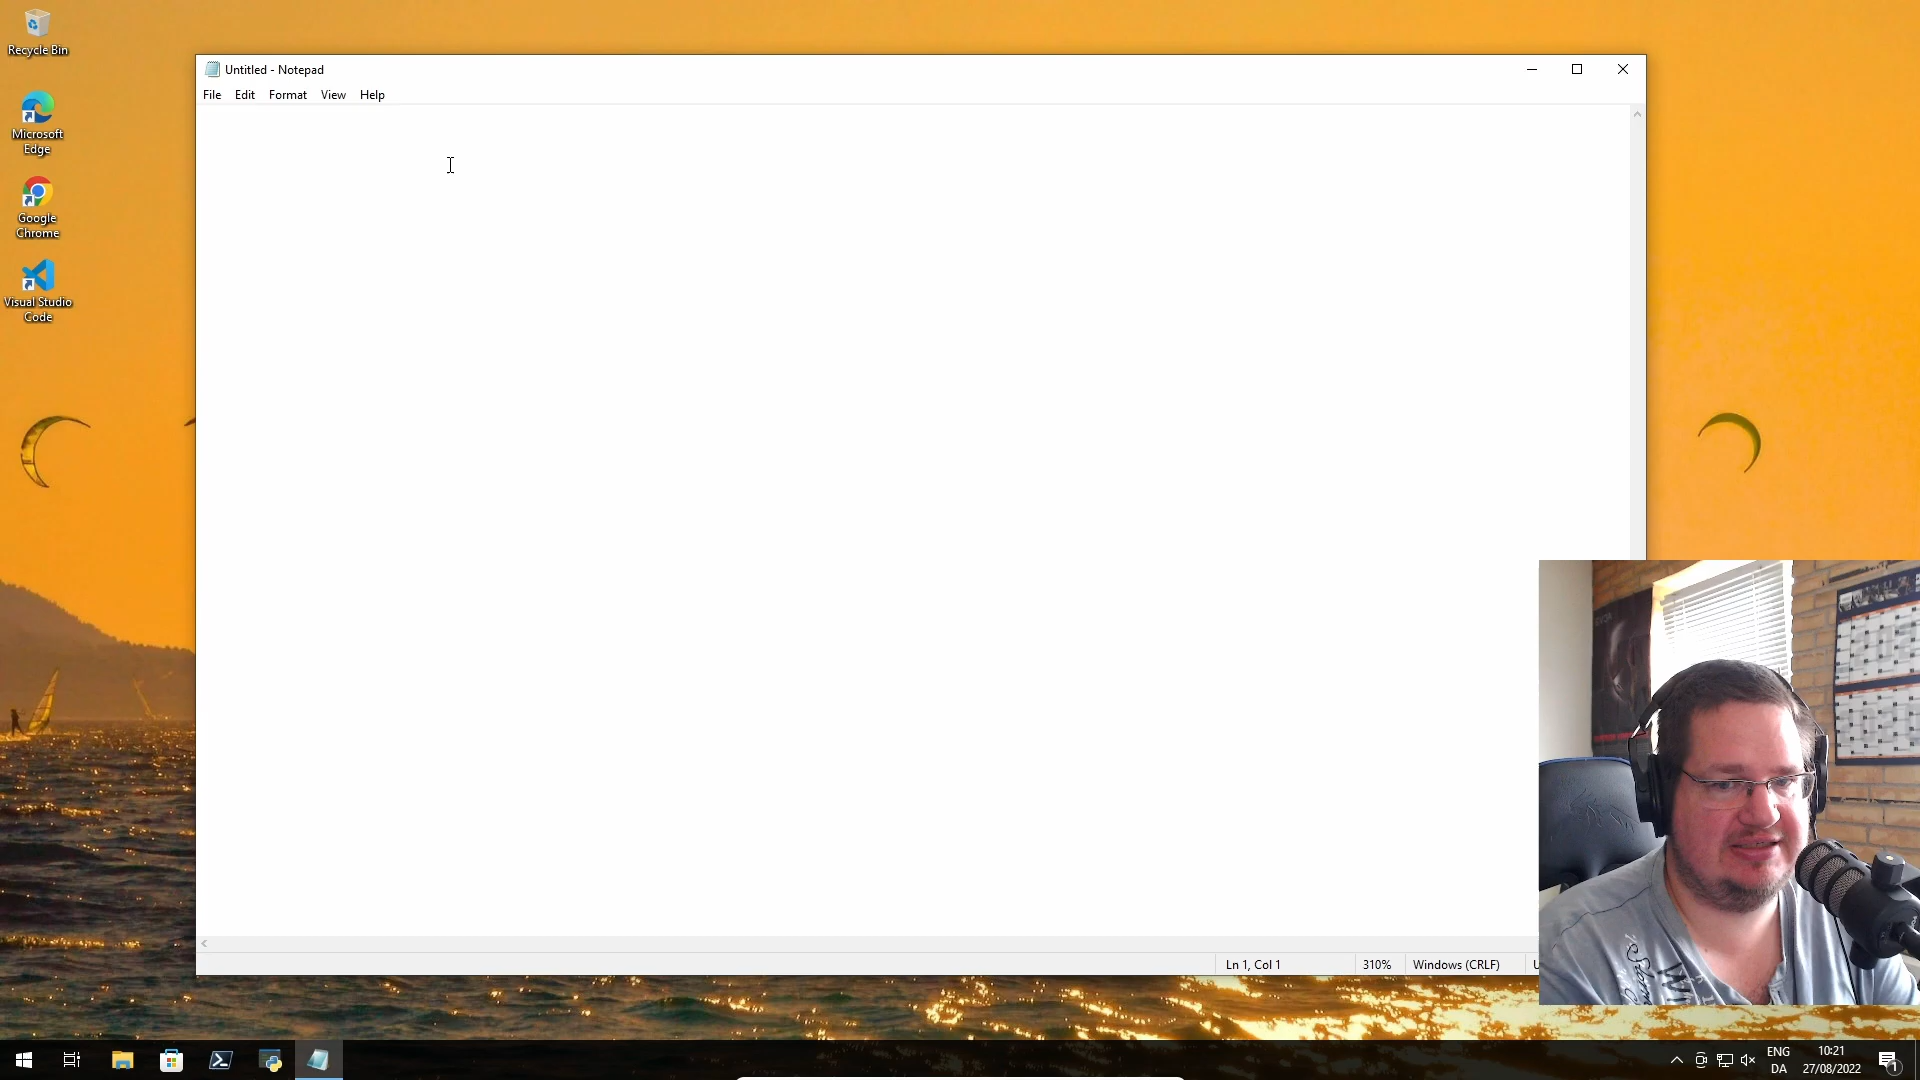 Recycle Bin
Microsoft
Edge
Google
Chrome
Visual Studio
Code
Untitled - Notepad
File Edit Format View Help
Ln 1, Col 1 310% Windows (CRLF)
ENG
DA
10:21
27/08/2022
1